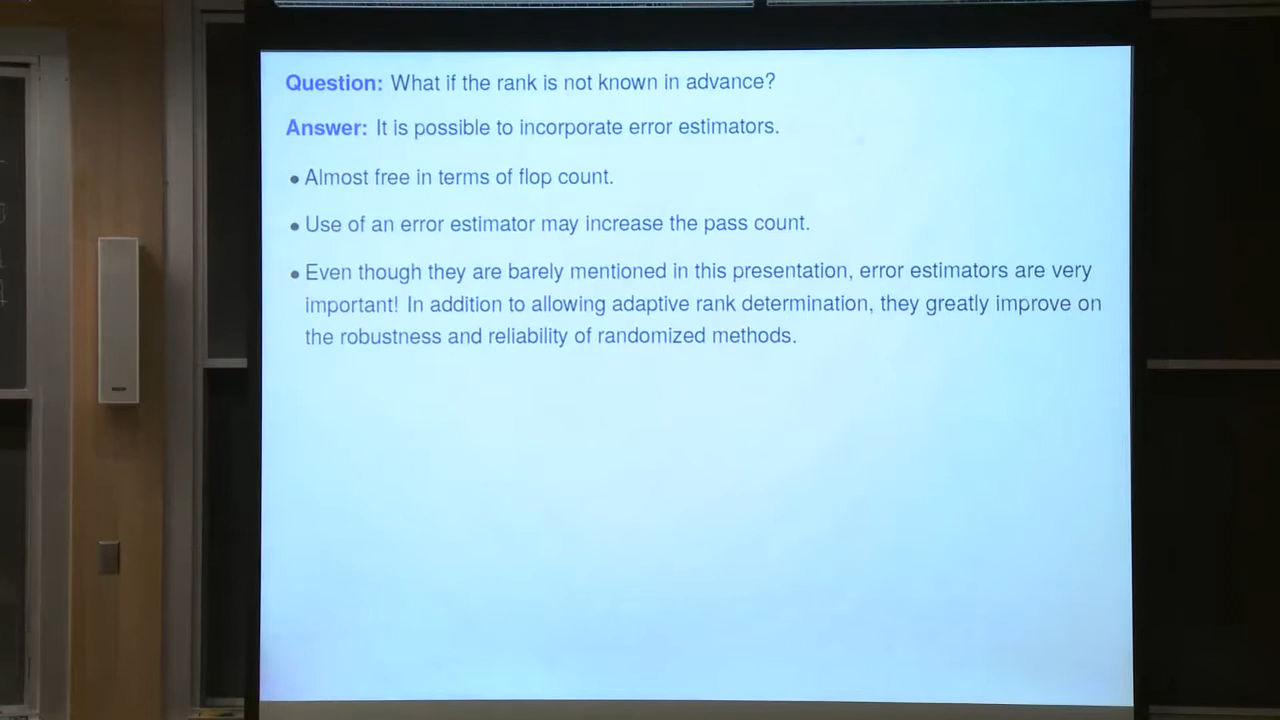 Question: What if the rank is not known in advance?
Answer: It is possible to incorporate error estimators.
• Almost free in terms of flop count.
• Use of an error estimator may increase the pass count.
• Even though they are barely mentioned in this presentation, error estimators are very
important! In addition to allowing adaptive rank determination, they greatly improve on
the robustness and reliability of randomized methods.